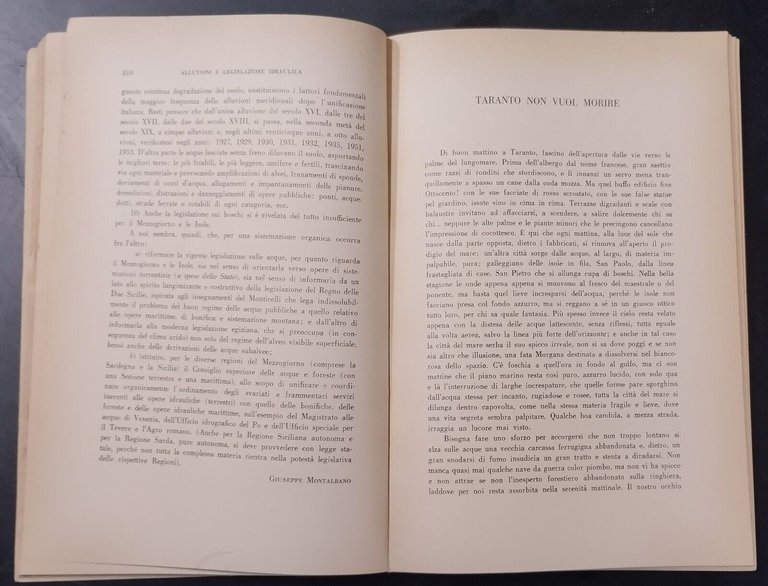 810 ALLUVIONI E LEGISLAZIONE IDRAULICA
guente continua degradazione del suolo, costituiscono i fattori fondamentali
della maggior frequenza delle alluvioni meridionali dopo l'unificazione
italiana. Basti pensare che dall'unica alluvione del secolo XVI, dalle tre del
secolo XVII, dalle due del secolo XVIII, si passa, nella seconda metà del
secolo XIX, a cinque alluvioni e, negli ultimi venticinque anni, a otto allu-
vioni, verificatesi negli anni: 1927, 1929, 1930, 1931, 1932, 1935, 1951,
1953. D'altra parte le acque lasciate senza freno dilavano il suolo, asportando
le migliori terre: le più friabili, le più leggere, umifere e fertili, trascinando
via ogni materiale e provocando amplificazioni di alvei, franamenti di sponde,
deviamenti di corsi d'acqua, allagamenti e impantanamenti delle pianure,
demolizioni, distruzioni e danneggiamenti di opere pubbliche: ponti, acque-
dotti, strade ferrate e rotabili di ogni categoria, ecc.
10) Anche la legislazione sui boschi si è rivelata del tutto insufficiente
per il Mezzogiorno e le Isole.
A noi sembra, quindi, che, per una sistemazione organica occorra
fra l'altro:
a) riformare la vigente legislazione sulle acque, per quanto riguarda
il Mezzogiorno e le Isole, sia nel senso di orientarla verso opere di siste-
mazioni torrentizie (a spese dello Stato), sia nel senso di informarla da un
lato allo spirito lungimirante e costruttivo della legislazione del Regno delle
Due Sicilie, ispirata agli insegnamenti del Monticelli che lega indissolubil-
mente il problema del buon regime delle acque pubbliche a quello relativo
alle opere marittime, di bonifica e sistemazione montana; e dall'altro di
informarla alla moderna legislazione egiziana, che si preoccupa (in con-
seguenza del clima arido) non solo del regime dell'alveo visibile superficiale,
bensì anche delle derivazioni delle acque subalvee;
b) istituire, per le diverse regioni del Mezzogiorno (comprese la
Sardegna e la Sicilia) il Consiglio superiore delle acque e foreste (con
una Sezione terrestre e una marittima), allo scopo di unificare o coordi-
nare organicamente l'ordinamento degli svariati e frammentari servizi
inerenti alle opere idrauliche (terrestri) con quello delle bonifiche, delle
foreste e delle opere idrauliche marittime, sull'esempio del Magistrato alle
acque di Venezia, dell'Ufficio idrografico del Po e dell'Ufficio speciale per
il Tevere e l'Agro romano. (Anche per la Regione Siciliana autonoma e
per la Regione Sarda, pure autonoma, si deve provvedere con legge sta-
tale, perché non tutta la complessa materia rientra nella potestà legislativa
delle rispettive Regioni).
GIUSEPPE MONTALBANO
TARANTO NON VUOL MORIRE
Di buon mattino a Taranto, fascino dell'apertura dalle vie verso le
palme del lungomare. Prima dell'albergo dal nome francese, gran saettio
come razzi di rondini che stordiscono, e lì innanzi un servo mena tran-
quillamente a spasso un cane dalla coda mozza. Ma quel buffo edificio fine
Ottocento! con le sue facciate di rosso scrostato, con le sue false statue
pel giardino, issate sino in cima in cima. Terrazze digradanti e scale con
balaustre invitano ad affacciarsi, a scendere, a salire dolcemente chi sa
chi... neppure le alte palme e le piante minori che le precingono cancellano
l'impressione di cocottesco. E qui che ogni mattina, alla luce del sole che
nasce dalla parte opposta, dietro i fabbricati, si rinnova all'aperto il pro-
digio del mare: un'altra città sorge dalle acque, al largo, di materia im-
palpabile, pura; galleggiano delle isole in fila, San Paolo, dalla linea
frastagliata di case, San Pietro che si allunga cupa di boschi. Nella bella
stagione le onde appena appena si muovono al fresco del maestrale o del
ponente, ma basta quel lieve incresparsi dell'acqua, perché le isole non
facciano presa col fondo azzurro, ma si reggano a sé in un giuoco ottico
tutto loro, per chi sa quale fantasia. Più spesso invece il cielo resta velato
appena con la distesa delle acque lattescente, senza riflessi, tutta eguale
alla volta aerea, salvo la linea più forte dell'orizzonte; e anche in tal caso
la città del mare serba il suo spicco irreale, non si sa dove poggi e se non
sia altro che illusione, una fata Morgana destinata a dissolversi nel bianco-
rosa dello spazio. C'è foschia a quell'ora in fondo al golfo, ma ci son
mattine che il piano marino resta così puro, azzurro lucido, con solo qua
e là l'interruzione di larghe increspature, che quelle forme pare sgorghino
dall'acqua stessa per incanto, rugiadose e rosee, tutta la città del mare si
dilunga dentro capovolta, come nella stessa materia fragile e lieve, dove
una vita segreta sembra palpitare. Qualche boa candida, a mezza strada,
irraggia un lucore mai visto.
Bisogna fare uno sforzo per accorgersi che non troppo lontano si
alza sulle acque una vecchia carcassa ferrugigna abbandonata e, dietro, un
gran snodarsi di fumo insudicia un gran tratto e stenta a diradarsi. Non
manca quasi mai qualche nave da guerra color piombo, ma non vi ha spicco
e non attrae se non l'inesperto forestiero abbandonato sulla ringhiera,
laddove per noi resta assorbita nella serenità mattinale. Il nostro occhio